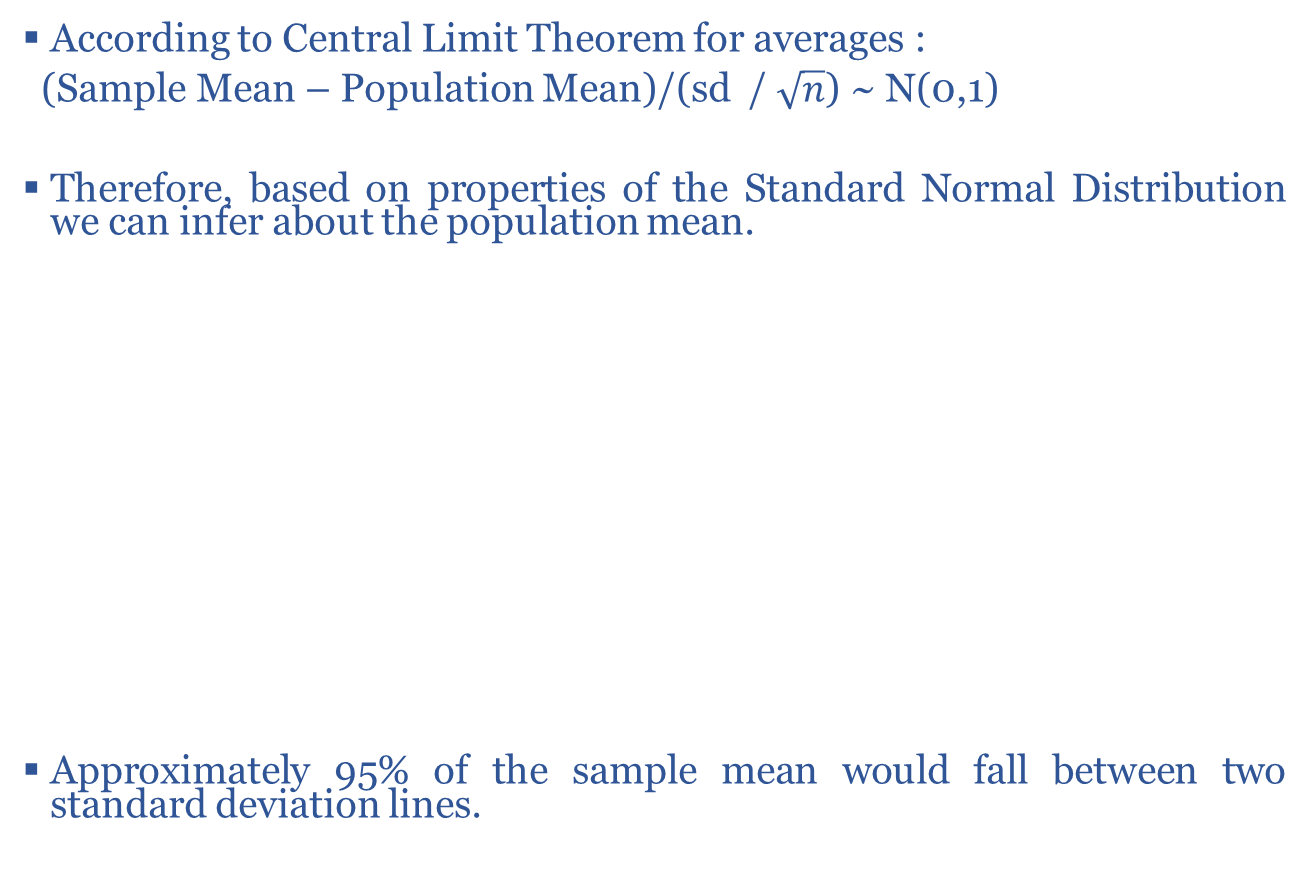 ▪ According to Central Limit Theorem for averages :
(Sample Mean – Population Mean)/(sd / √n) ~ N(0,1)
▪ Therefore, based on properties of the Standard Normal Distribution
we can infer about the population mean.
▪ Approximately 95% of the sample mean would fall between two
standard deviation lines.